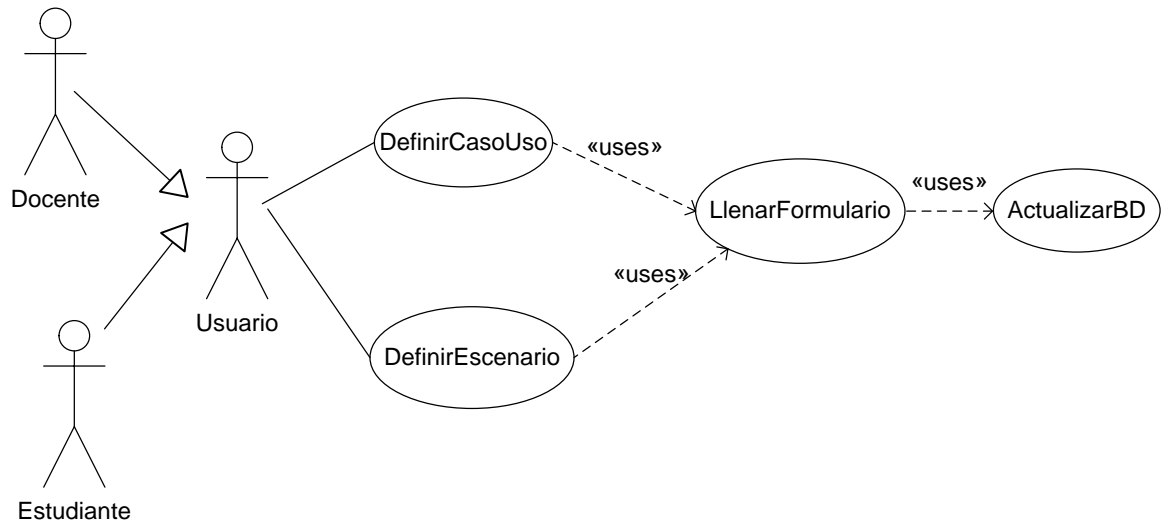 Docente
DefinirCasoUso
«uses»
LlenarFormulario
«uses»
ActualizarBD
Usuario
«uses»
DefinirEscenario
Estudiante